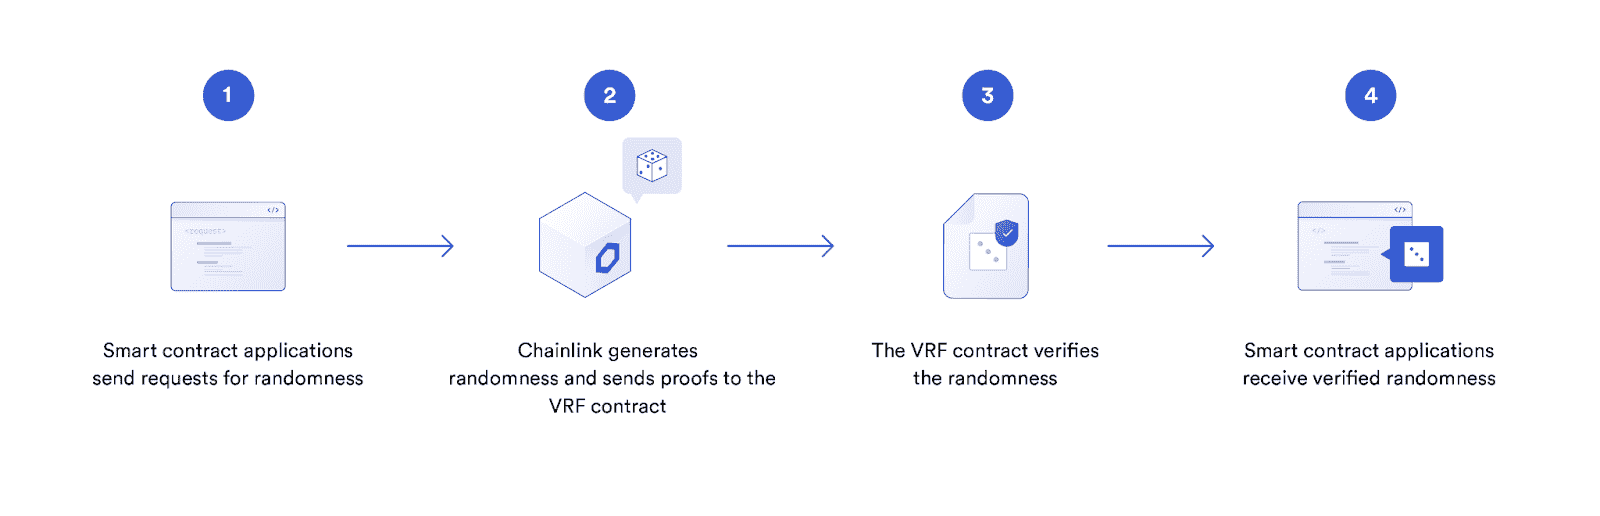 1
2
3
4
</>
<request>
</>
</>
Smart contract applications
send requests for randomness
Chainlink generates
randomness and sends proofs to the
VRF contract
The VRF contract verifies
the randomness
Smart contract applications
receive verified randomness